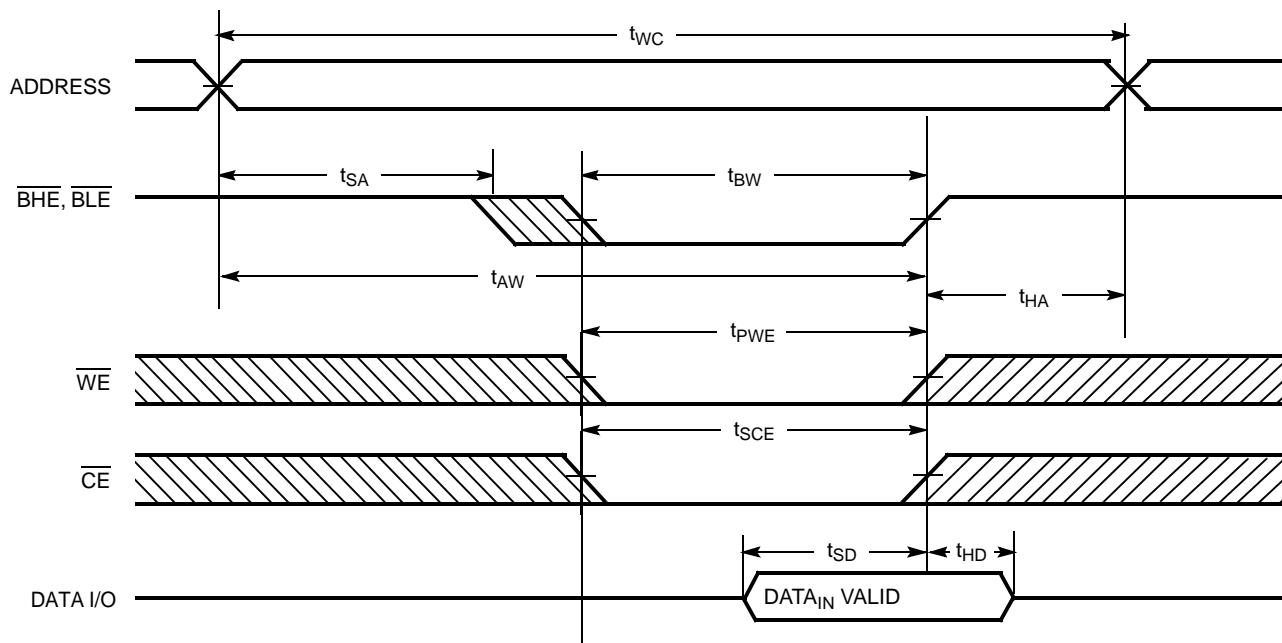 tWC
ADDRESS
tSA
tBW
BHE, BLE
tAW
tHA
tPWE
WE
tSCE
CE
tSD
tHD
DATA I/O
DATAIN VALID